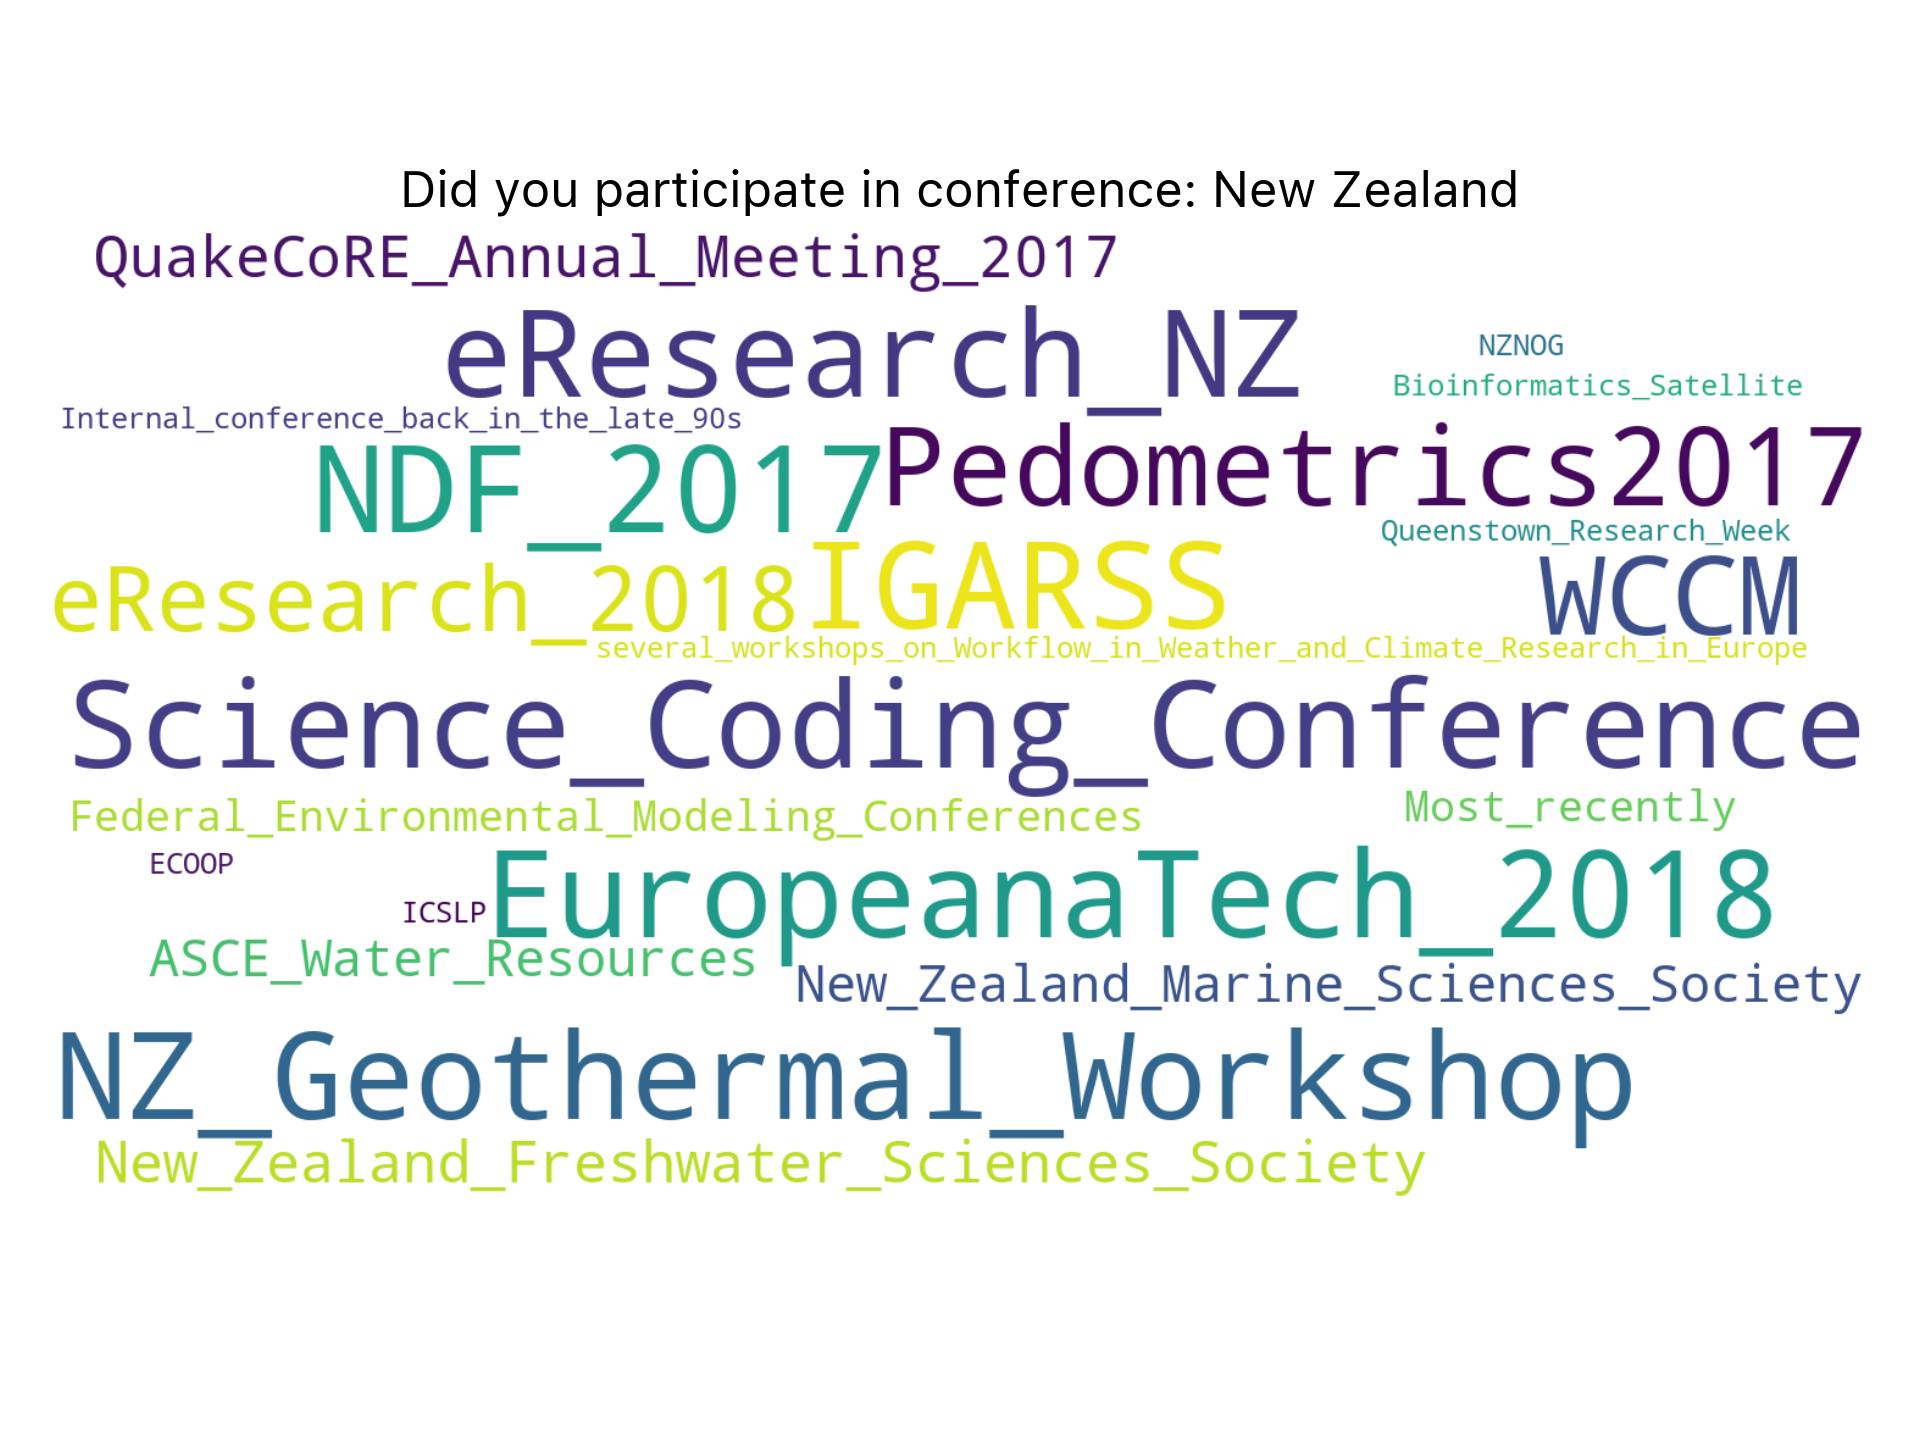 Did you participate in conference: New Zealand
QuakeCoRE_Annual_Meeting_2017
eResearch_NZ
NZNOG
Bioinformatics_Satellite
Internal_conference_back_in_the_late_90s
NDF_2017
Pedometrics2017
Queenstown_Research_Week
eResearch_2018
IGARSS
WCCM
several_workshops_on_Workflow_in_Weather_and_Climate_Research_in_Europe
Science_Coding_Conference
Federal_Environmental_Modeling_Conferences
Most_recently
ECOOP
EuropeanaTech_2018
ICSLP
ASCE_Water_Resources
New_Zealand_Marine_Sciences_Society
NZ_Geothermal_Workshop
New_Zealand_Freshwater_Sciences_Society